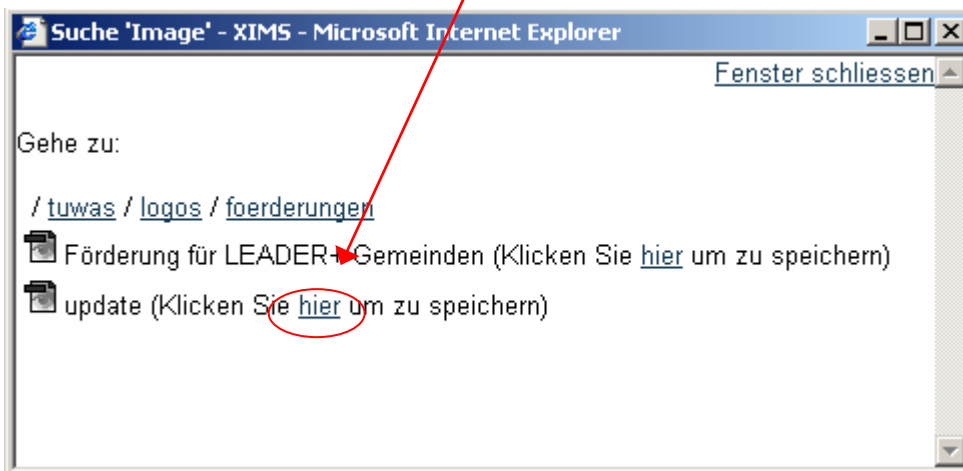 Suche 'Image' - XIMS - Microsoft Internet Explorer
Fenster schliessen
Gehe zu:
/ tuwas / logos / foerderungen
Förderung für LEADER+ Gemeinden (Klicken Sie hier um zu speichern)
update (Klicken Sie hier um zu speichern)